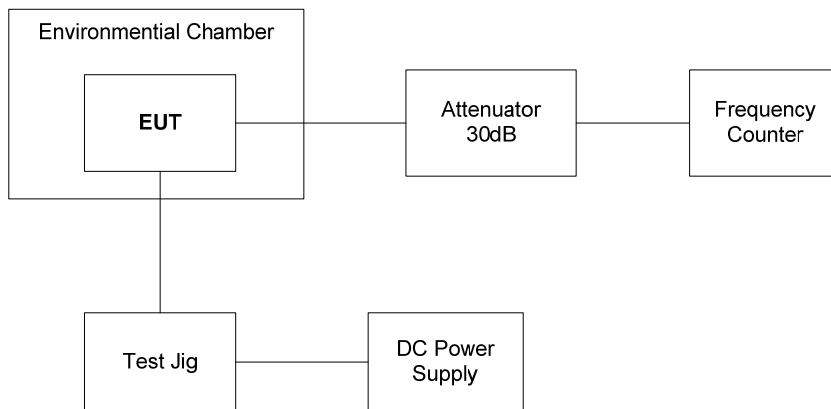 Environmential Chamber
EUT
Attenuator
30dB
Frequency
Counter
Test Jig
DC Power
Supply